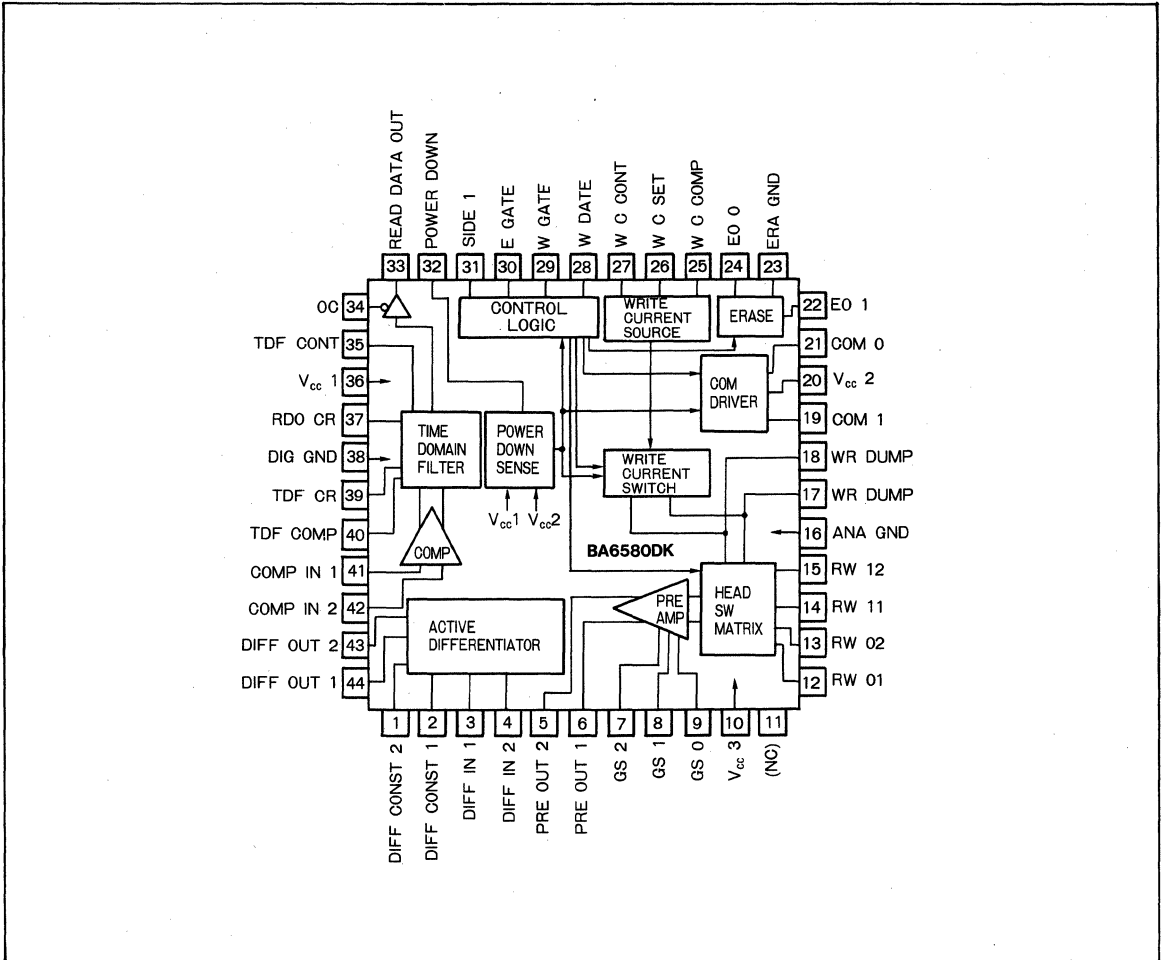 READ DATA OUT
POWER DOWN
SIDE 1
E GATE
W GATE
W DATE
W C CONT
W C SET
W C COMP
EO 0
ERA GND
33
32
31
30
29
28
27
26
25
24
23
OC 34
TDF CONT 35
Vcc 1 36
RDO CR 37
DIG GND 38
TDF CR 39
TDF COMP 40
COMP IN 1 41
COMP IN 2 42
DIFF OUT 2 43
DIFF OUT 1 44
CONTROL
LOGIC
WRITE
CURRENT
SOURCE
ERASE
COM
DRIVER
TIME
DOMAIN
FILTER
POWER
DOWN
SENSE
Vcc1 Vcc2
WRITE
CURRENT
SWITCH
COMP
BA6580DK
ACTIVE
DIFFERENTIATOR
PRE
AMP
HEAD
SW
MATRIX
22 EO 1
21 COM 0
20 Vcc 2
19 COM 1
18 WR DUMP
17 WR DUMP
16 ANA GND
15 RW 12
14 RW 11
13 RW 02
12 RW 01
1
2
3
4
5
6
7
8
9
10
11
DIFF CONST 2
DIFF CONST 1
DIFF IN 1
DIFF IN 2
PRE OUT 2
PRE OUT 1
GS 2
GS 1
GS 0
Vcc 3
(NC)